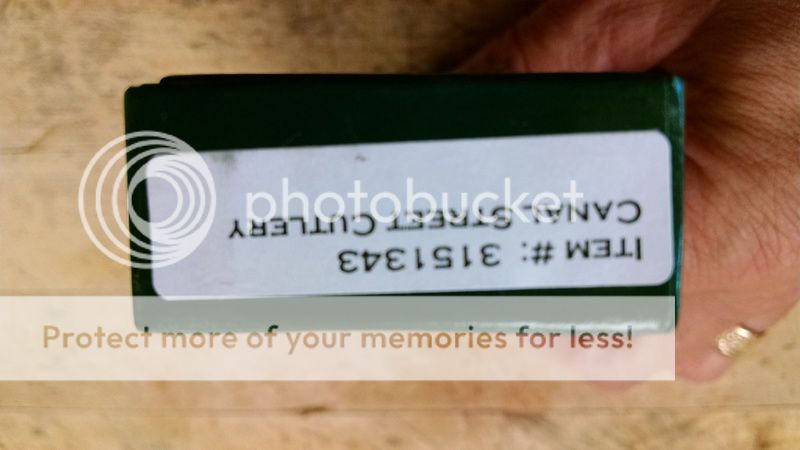 ITEM #: 3151343
CANAL STREET CUTLERY
photobucket
Protect more of your memories for less!